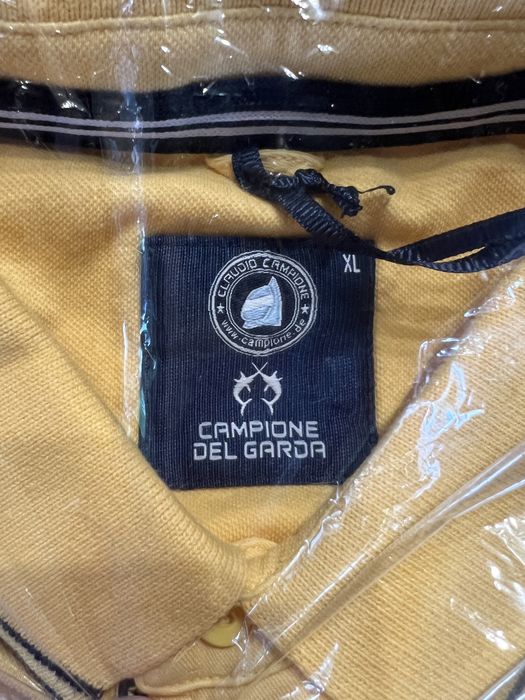 XL
CLAUDIO CAMPIONE
www.campione.de
CAMPIONE
DEL GARDA